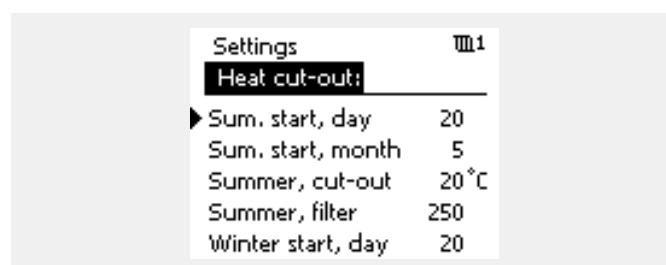 Settings 1
Heat cut-out:
Sum. start, day 20
Sum. start, month 5
Summer, cut-out 20°C
Summer, filter 250
Winter start, day 20